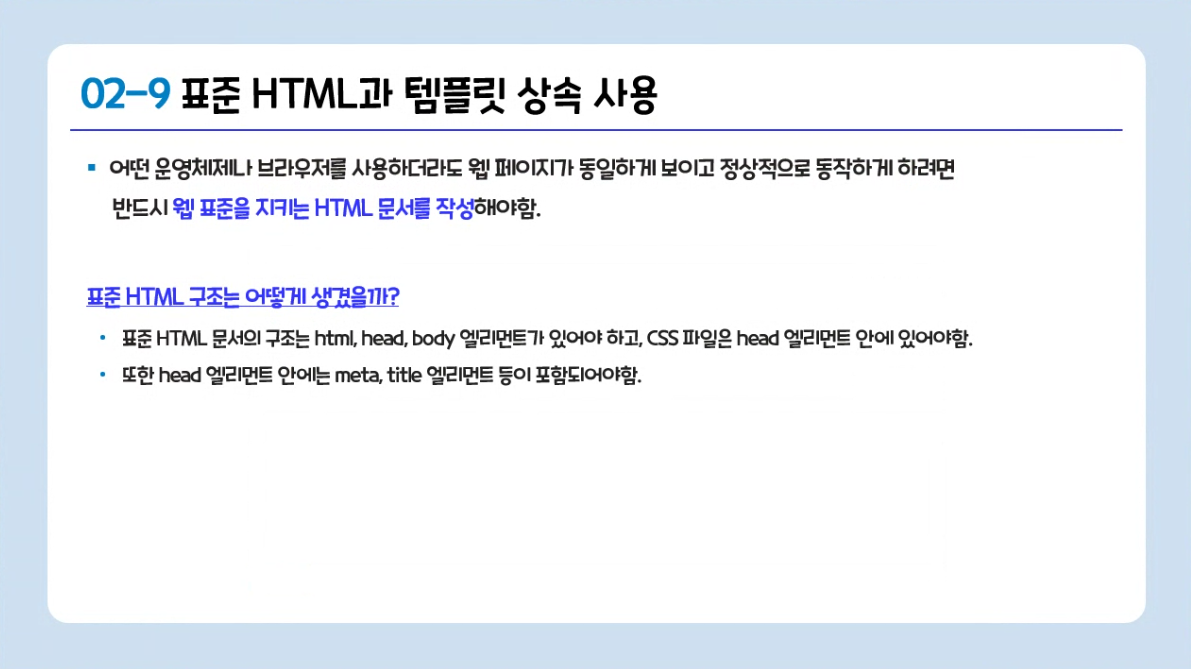 02-9 표준 HTML과 템플릿 상속 사용
어떤 운영체제나 브라우저를 사용하더라도 웹 페이지가 동일하게 보이고 정상적으로 동작하게 하려면
반드시 웹 표준을 지키는 HTML 문서를 작성해야함.
표준 HTML 구조는 어떻게 생겼을까?
표준 HTML 문서의 구조는 html, head, body 엘리먼트가 있어야 하고, CSS 파일은 head 엘리먼트 안에 있어야함.
또한 head 엘리먼트 안에는 meta, title 엘리먼트 등이 포함되어야함.